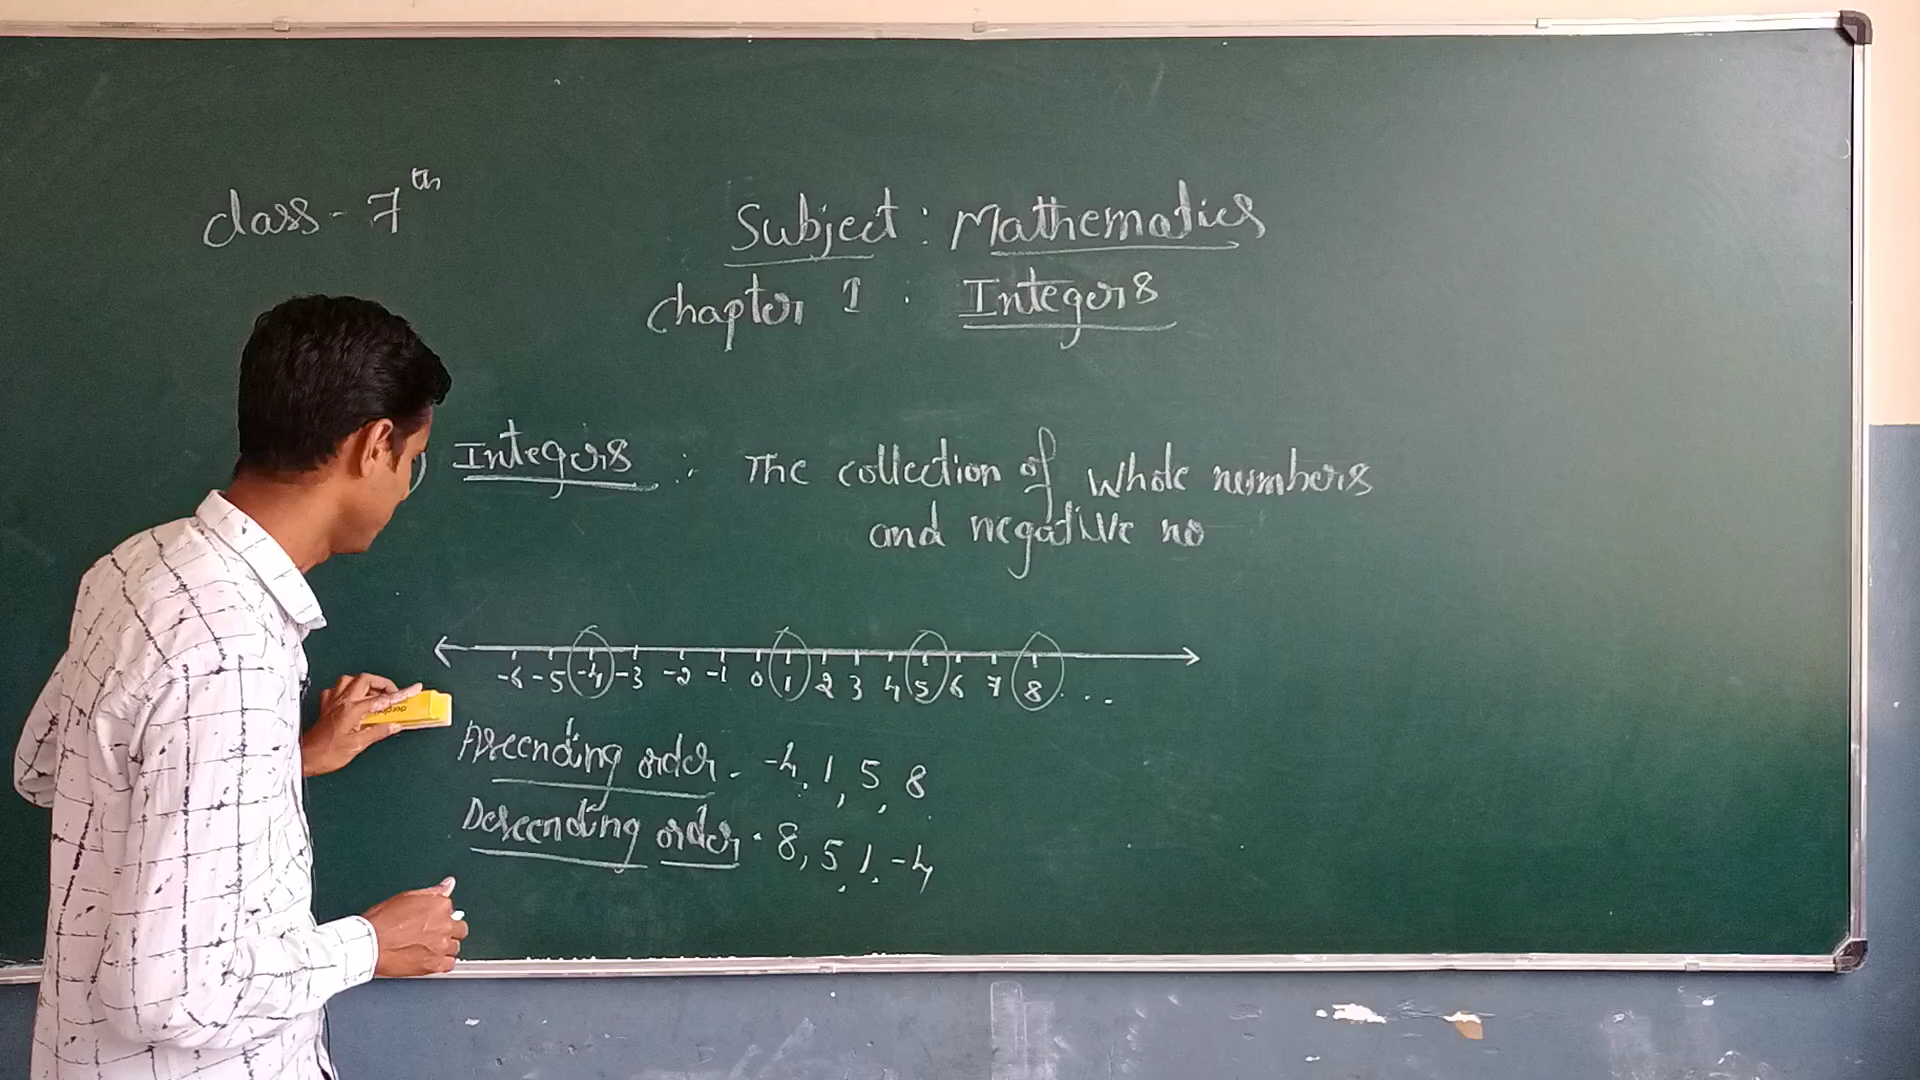 class - 7th
Subject : Mathematics
Chapter 1 . Integers
) Integers : The collection of whole numbers
and negative no
-6 -5 -4 -3 -2 -1 0 1 2 3 4 5 6 7 8 . . .
Ascending order - -4, 1, 5, 8
Descending order - 8, 5, 1, -4